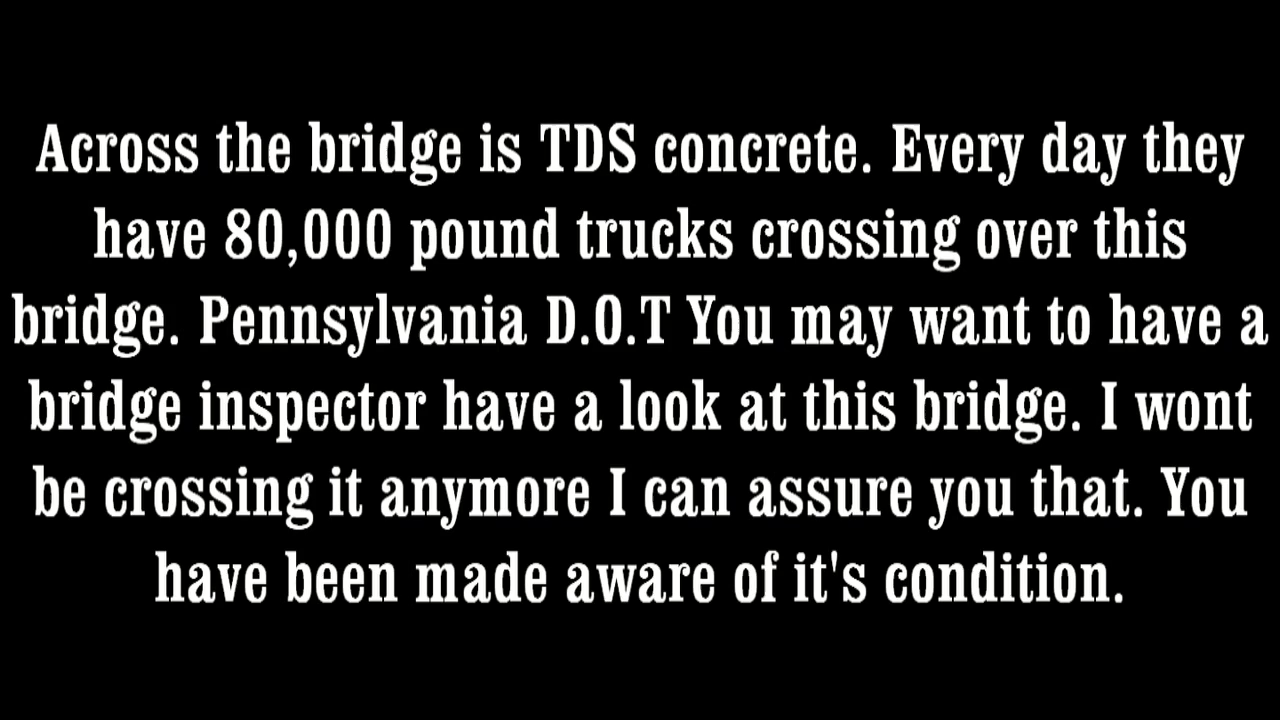 Across the bridge is TDS concrete. Every day they
have 80,000 pound trucks crossing over this
bridge. Pennsylvania D.O.T You may want to have a
bridge inspector have a look at this bridge. I wont
be crossing it anymore I can assure you that. You
have been made aware of it's condition.